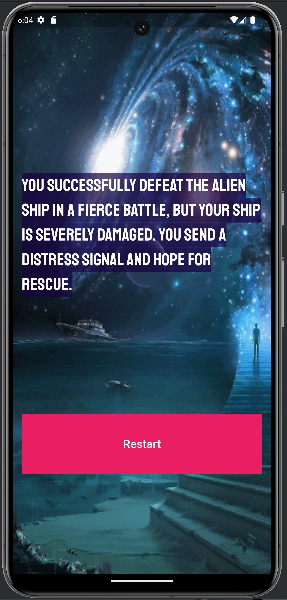 6:04
YOU SUCCESSFULLY DEFEAT THE ALIEN
SHIP IN A FIERCE BATTLE, BUT YOUR SHIP
IS SEVERELY DAMAGED. YOU SEND A
DISTRESS SIGNAL AND HOPE FOR
RESCUE.
Restart